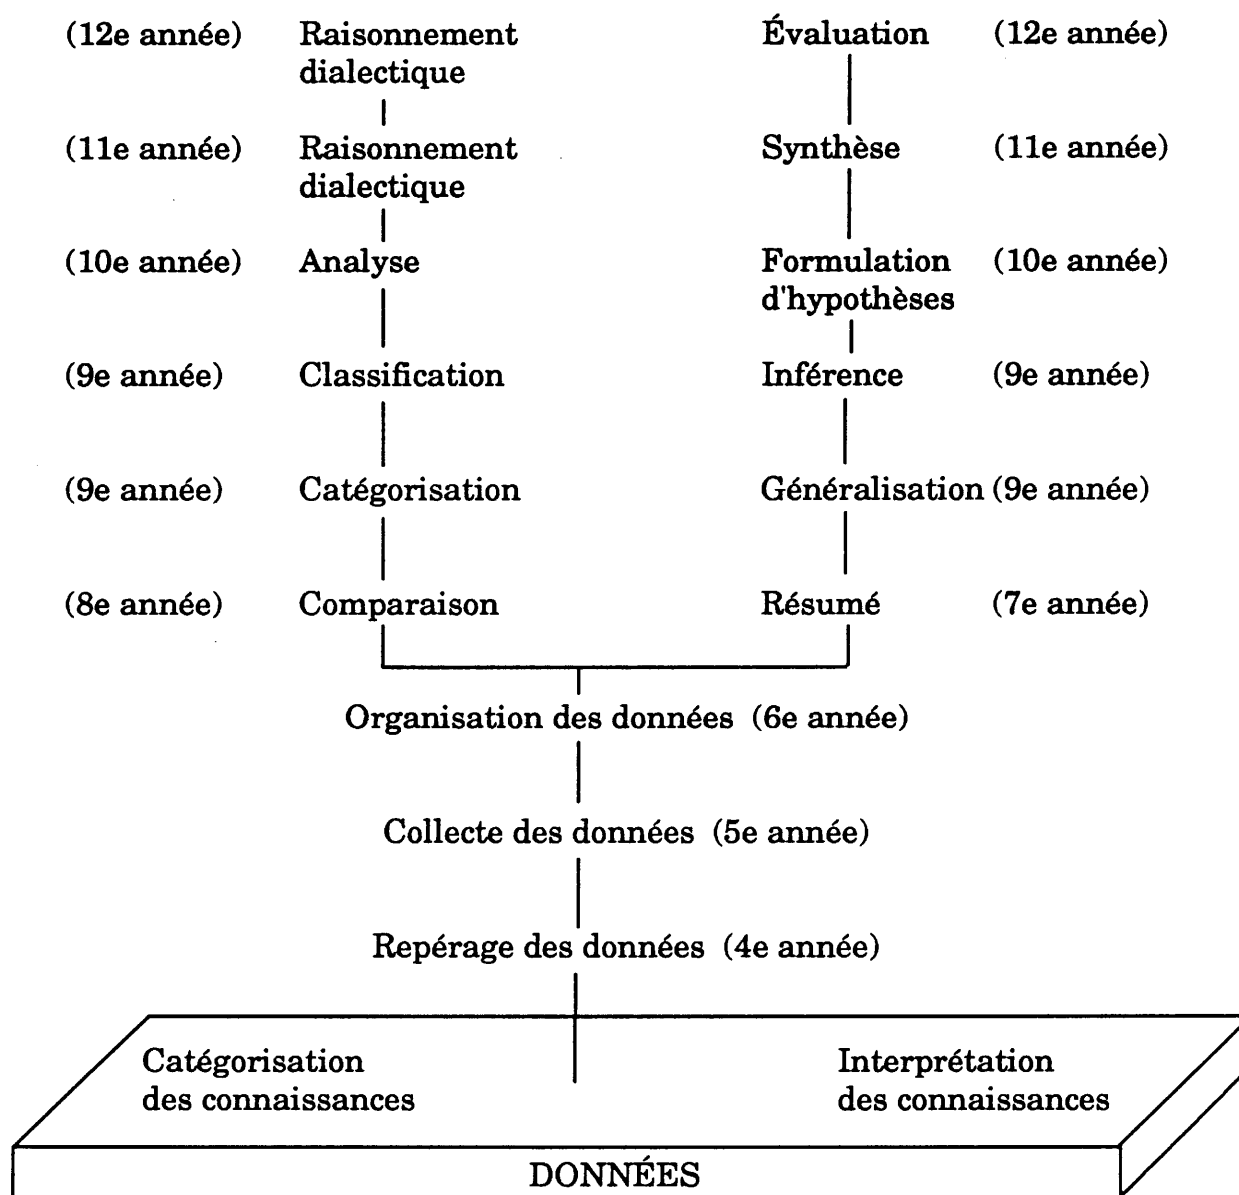 (12e année) Raisonnement dialectique Évaluation (12e année)
(11e année) Raisonnement dialectique Synthèse (11e année)
(10e année) Analyse Formulation d'hypothèses (10e année)
(9e année) Classification Inférence (9e année)
(9e année) Catégorisation Généralisation (9e année)
(8e année) Comparaison Résumé (7e année)
Organisation des données (6e année)
Collecte des données (5e année)
Repérage des données (4e année)
Catégorisation des connaissances Interprétation des connaissances
DONNÉES